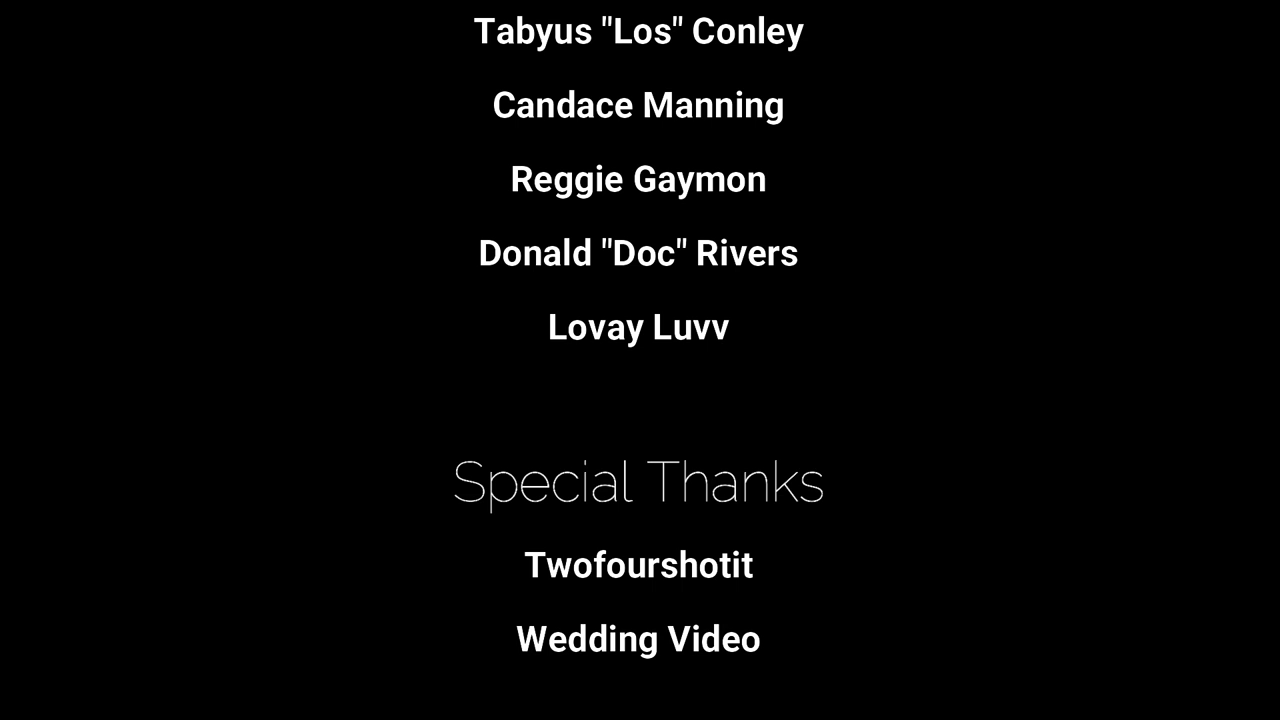 Tabyus "Los" Conley
Candace Manning
Reggie Gaymon
Donald "Doc" Rivers
Lovay Luvv
Special Thanks
Twofourshotit
Wedding Video